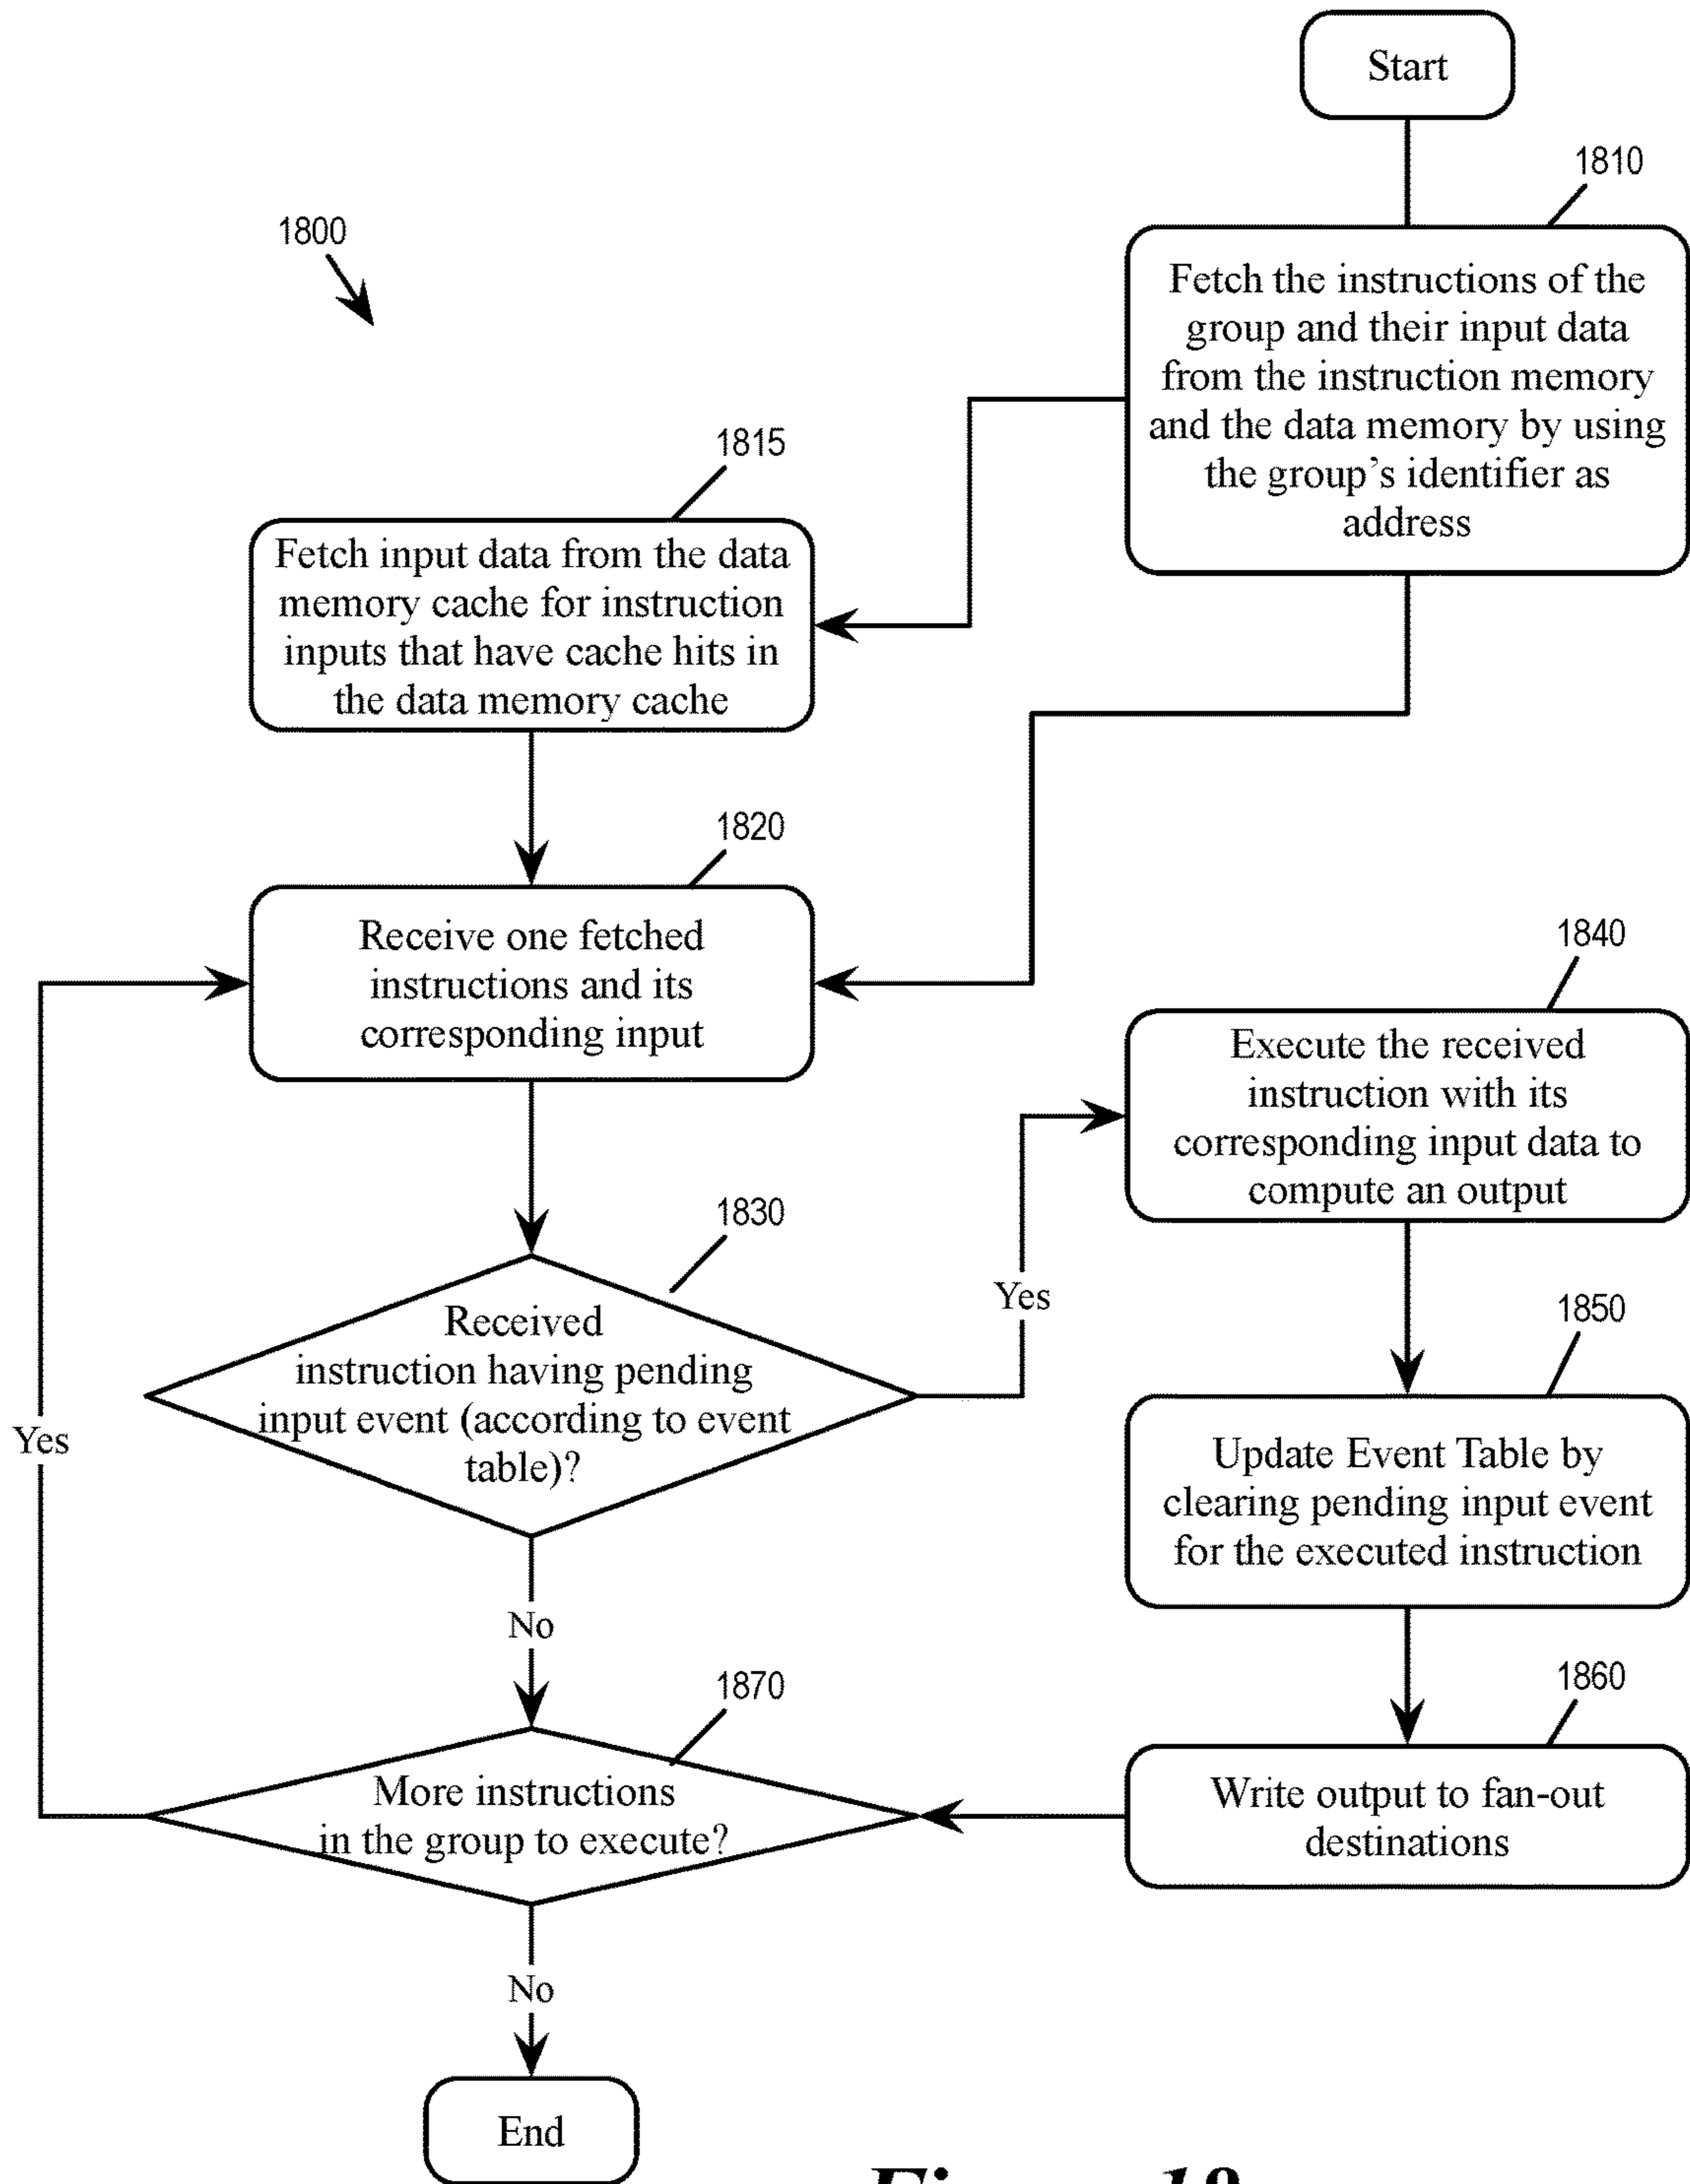 Start
1810
1800
Fetch the instructions of the
group and their input data
from the instruction memory
and the data memory by using
the group's identifier as
address
1815
Fetch input data from the data
memory cache for instruction
inputs that have cache hits in
the data memory cache
1820
Receive one fetched
instructions and its
corresponding input
1840
Execute the received
instruction with its
corresponding input data to
compute an output
1830
Received
instruction having pending
input event (according to event
table)?
Yes
Yes
1850
Update Event Table by
clearing pending input event
for the executed instruction
No
1870
More instructions
in the group to execute?
1860
Write output to fan-out
destinations
No
End